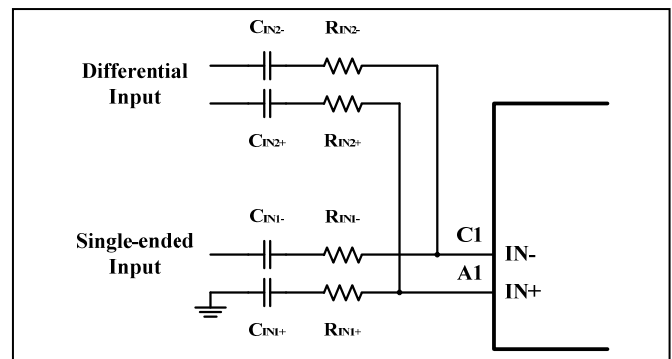 CIN2- RIN2-
Differential
Input
CIN2+ RIN2+
CIN1- RIN1-
Single-ended
Input
C1
IN-
A1
IN+
CIN1+ RIN1+